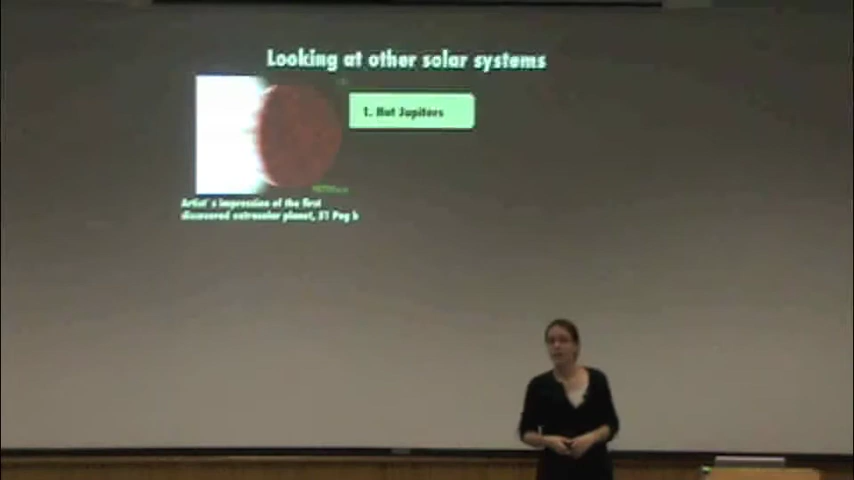 Looking at other solar systems
1. Hot Jupiters
Artist's impression of the first
discovered extrasolar planet, 51 Peg b